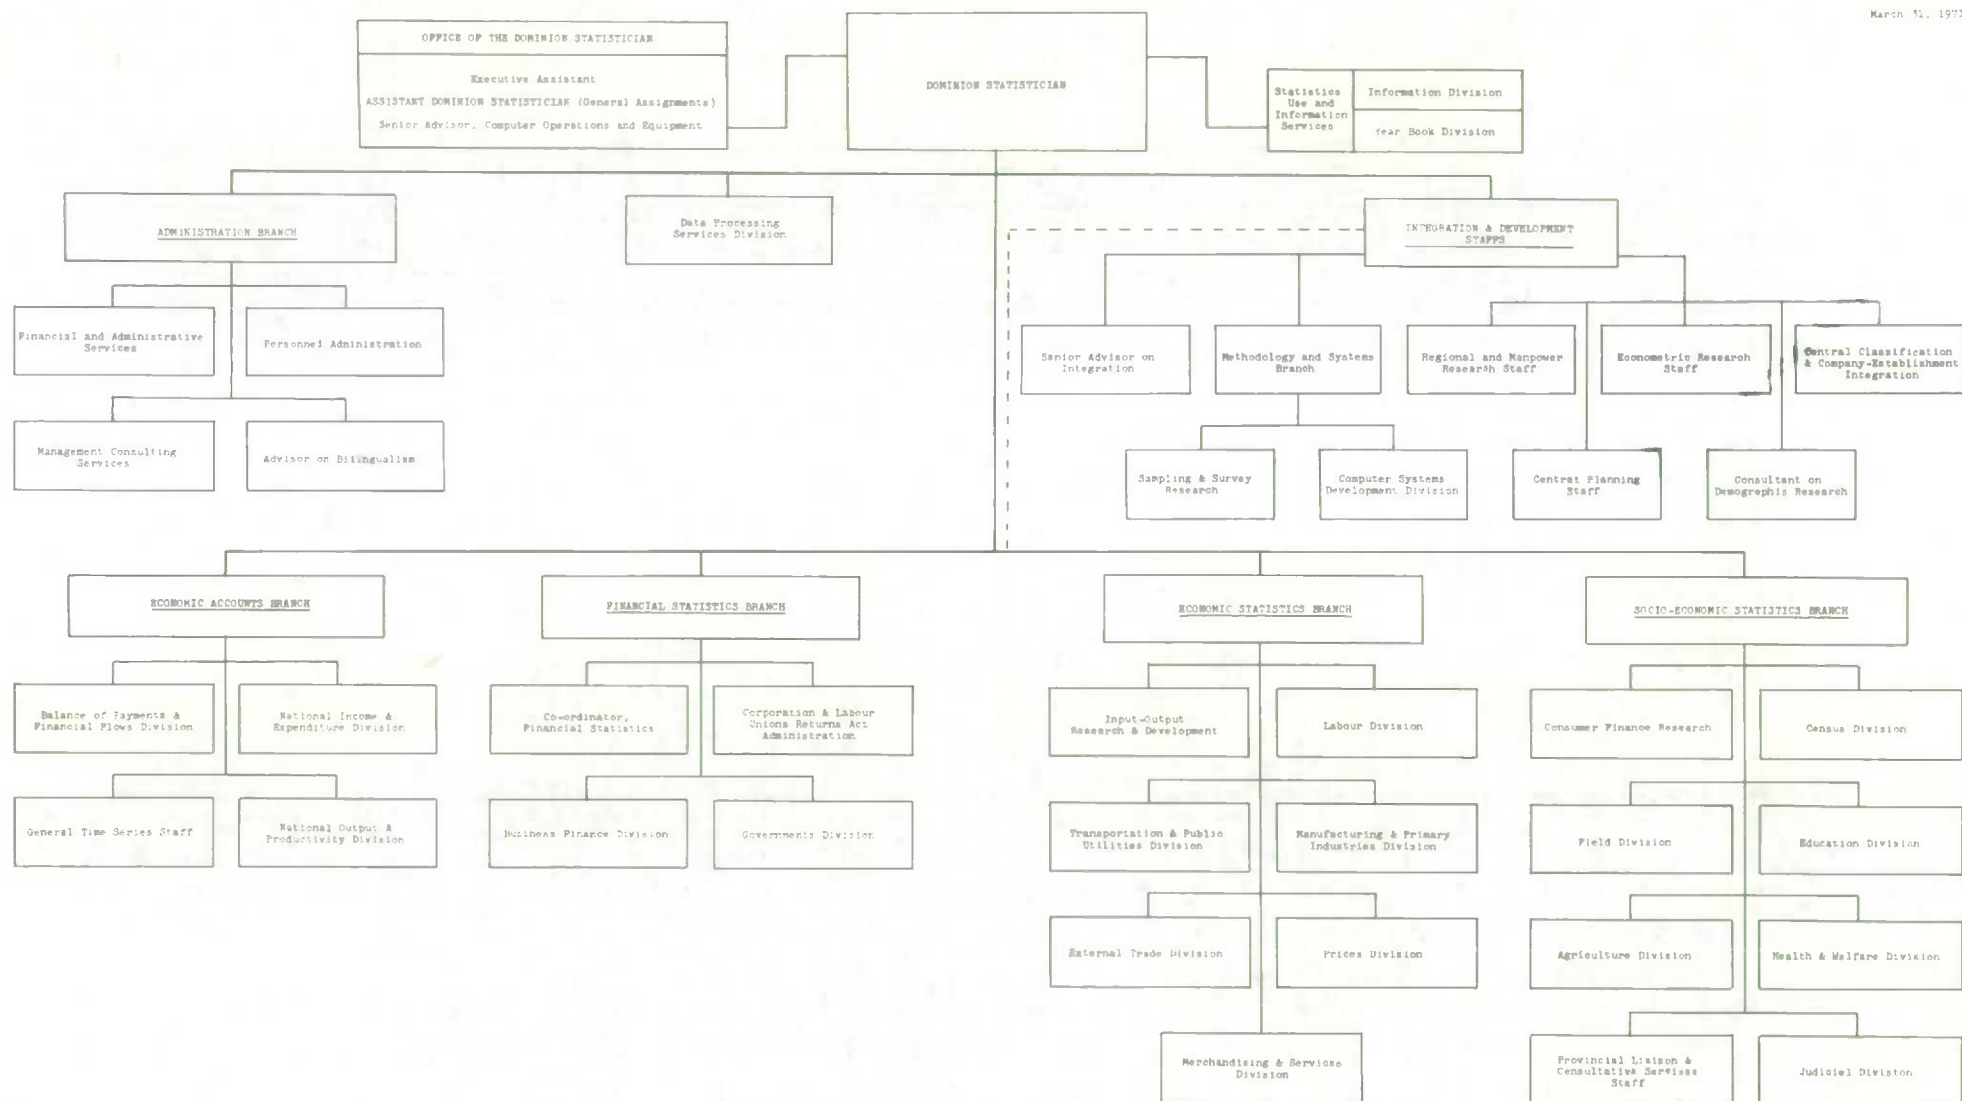 March 31, 197
OFFICE OF THE DOMINION STATISTICIAN
Executive Assistant
ASSISTANT DOMINION STATISTICIAN (General Assignments)
Senior Advisor, Computer Operations and Equipment
DOMINION STATISTICIAN
Statistics
Use and
Information
Services
Information Division
Year Book Division
ADMINISTRATION BRANCH
Data Processing
Services Division
INTEGRATION & DEVELOPMENT
STAFFS
Financial and Administrative
Services
Personnel Administration
Senior Advisor on
Integration
Methodology and Systems
Branch
Regional and Manpower
Research Staff
Econometric Research
Staff
Central Classification
& Company-Establishment
Integration
Management Consulting
Services
Advisor on Bilingualism
Sampling & Survey
Research
Computer Systems
Development Division
Central Planning
Staff
Consultant on
Demographic Research
ECONOMIC ACCOUNTS BRANCH
FINANCIAL STATISTICS BRANCH
ECONOMIC STATISTICS BRANCH
SOCIO-ECONOMIC STATISTICS BRANCH
Balance of Payments &
Financial Flows Division
National Income &
Expenditure Division
Co-ordinator,
Financial Statistics
Corporation & Labour
Unions Returns Act
Administration
Input-Output
Research & Development
Labour Division
Consumer Finance Research
Census Division
General Time Series Staff
National Output &
Productivity Division
Business Finance Division
Governments Division
Transportation & Public
Utilities Division
Manufacturing & Primary
Industries Division
Field Division
Education Division
External Trade Division
Prices Division
Agriculture Division
Health & Welfare Division
Merchandising & Services
Division
Provincial Liaison &
Consultative Services
Staff
Judicial Division